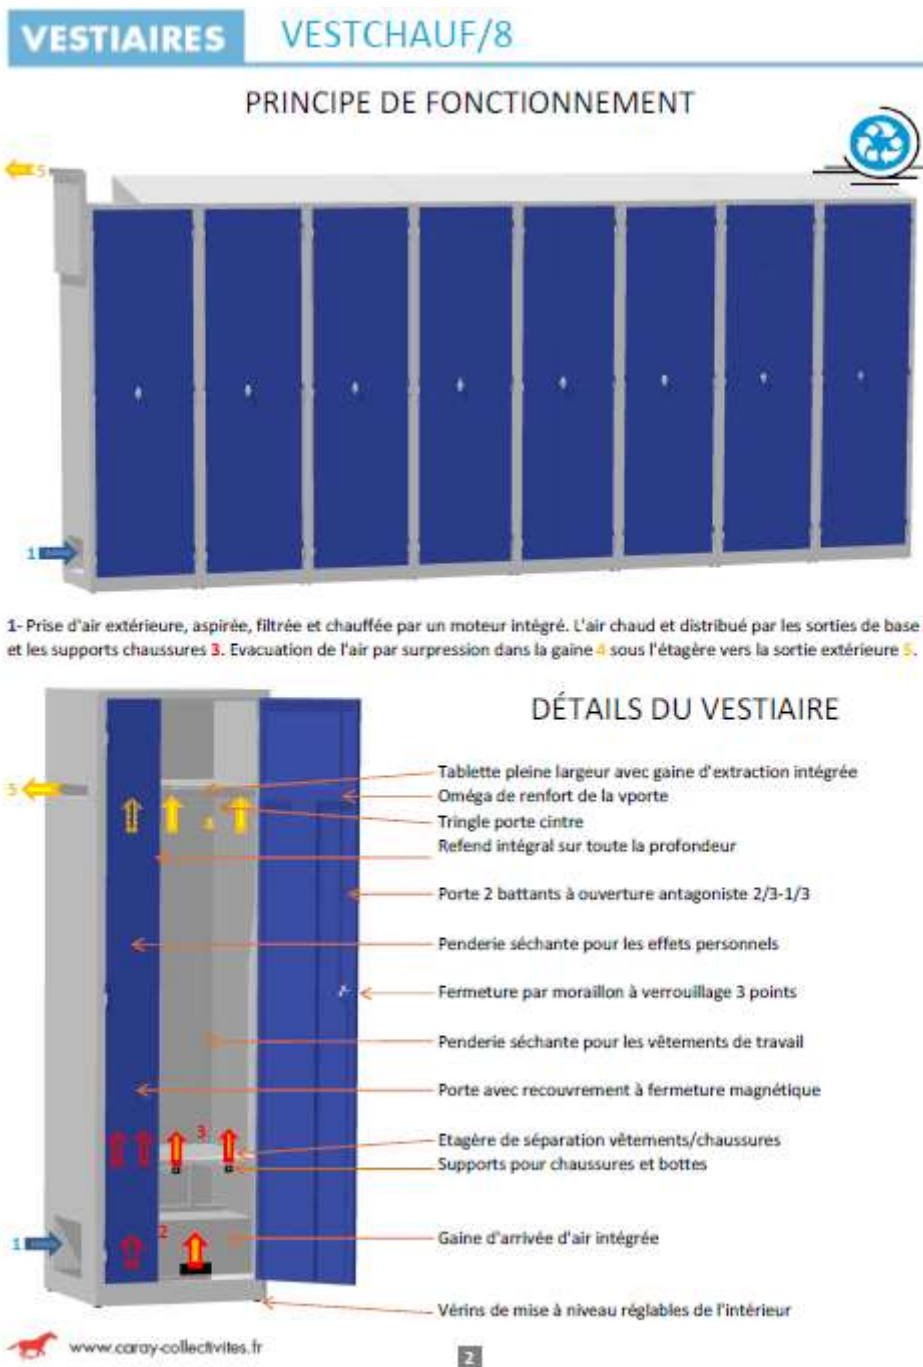 VESTIAIRES VESTCHAUF/8
PRINCIPE DE FONCTIONNEMENT
5
1
1- Prise d'air extérieure, aspirée, filtrée et chauffée par un moteur intégré. L'air chaud et distribué par les sorties de base
et les supports chaussures 3. Evacuation de l'air par surpression dans la gaine 4 sous l'étagère vers la sortie extérieure 5.
DÉTAILS DU VESTIAIRE
Tablette pleine largeur avec gaine d'extraction intégrée
5
Oméga de renfort de la vporte
4
Tringle porte cintre
Refend intégral sur toute la profondeur
Porte 2 battants à ouverture antagoniste 2/3-1/3
Penderie séchante pour les effets personnels
Fermeture par moraillon à verrouillage 3 points
Penderie séchante pour les vêtements de travail
Porte avec recouvrement à fermeture magnétique
3
Etagère de séparation vêtements/chaussures
Supports pour chaussures et bottes
2
1
Gaine d'arrivée d'air intégrée
Vérins de mise à niveau réglables de l'intérieur
www.caray-collectivites.fr
2